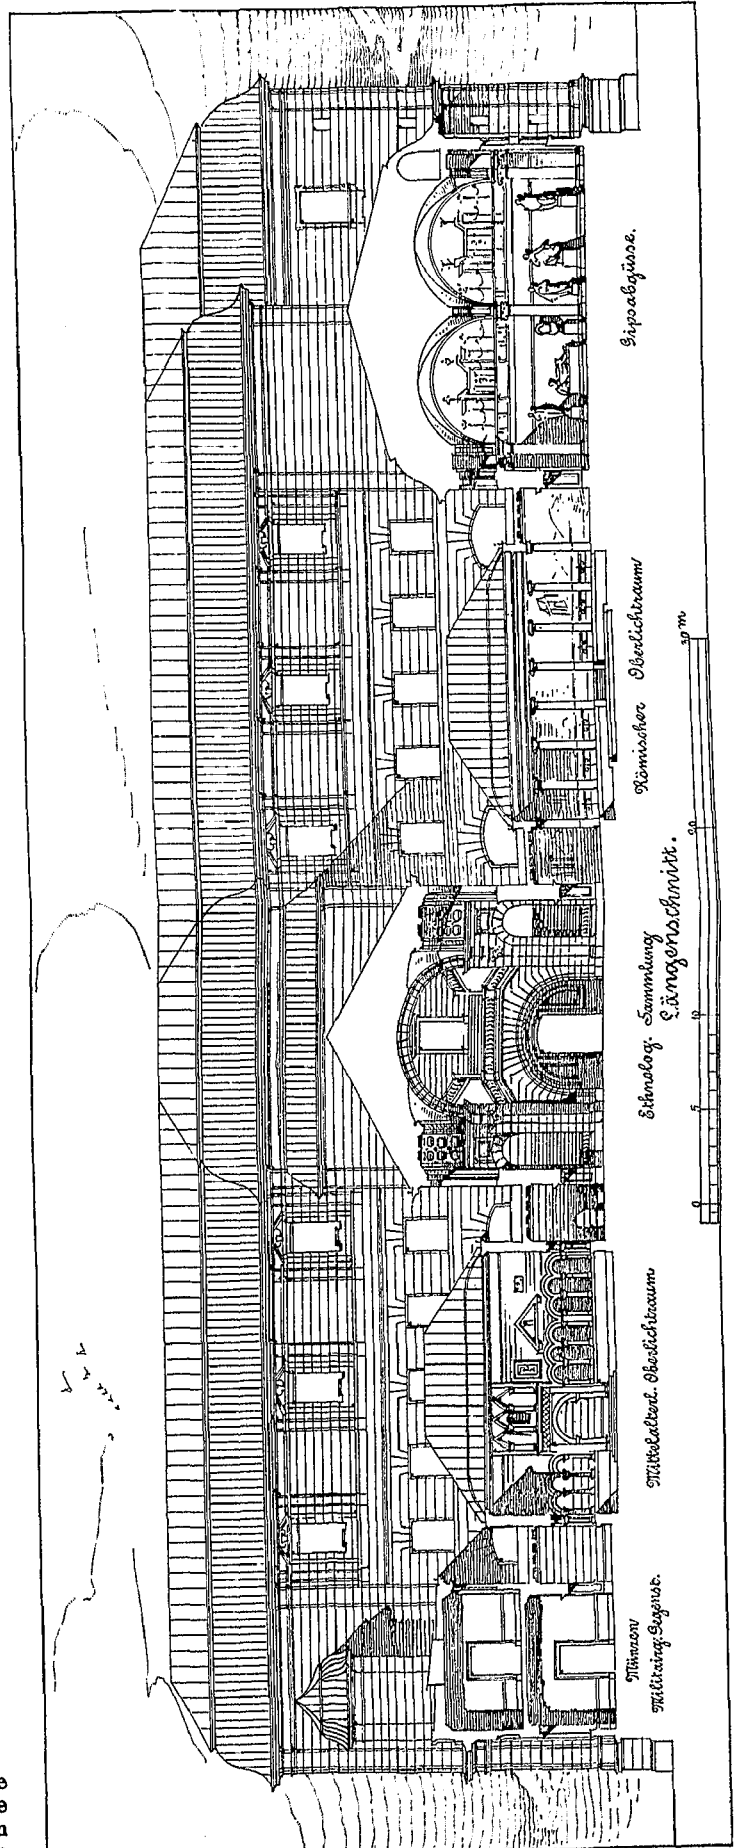 Münzen
Militairg. Gegenst.
Mittelalterl. Oberlichtraum
Ethnolog. Sammlung
Römischer Oberlichtraum
Gipsabgüsse.
Längenschnitt.
0 5 10 20 30 m
e
e
n